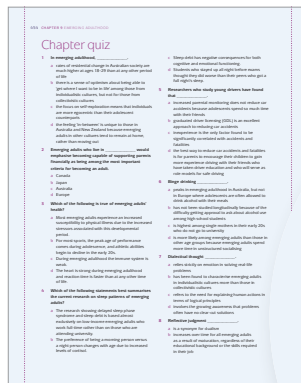 CHAPTER 9 EMERGING ADULTHOOD
Chapter quiz
1 In emerging adulthood,
a rates of residential change in Australian society are
much higher at ages 18–29 than at any other period
of life
b there is a sense of optimism about being able to
'get where I want to be in life' among those from
individualistic cultures, but not for those from
collectivistic cultures
c the focus on self-exploration means that individuals
are more egocentric than their adolescent
counterparts
d the feeling 'in-between' is unique to those in
Australia and New Zealand because emerging
adults in other cultures tend to remain at home,
rather than moving out
2 Emerging adults who live in ____________ would
emphasise becoming capable of supporting parents
financially as being among the most important
criteria for becoming an adult.
a Canada
b Japan
c Australia
d Europe
3 Which of the following is true of emerging adults'
health?
a Most emerging adults experience an increased
susceptibility to physical illness due to the increased
stressors associated with this developmental
period.
b For most sports, the peak age of performance
comes during adolescence, and athletic abilities
begin to decline in the early 20s.
c During emerging adulthood the immune system is
weak.
d The heart is strong during emerging adulthood
and reaction time is faster than at any other time
of life.
4 Which of the following statements best summarises
the current research on sleep patterns of emerging
adults?
a The research showing delayed sleep phase
syndrome and sleep debt is based almost
exclusively on low-income emerging adults who
work full time rather than on those who are
attending university.
b The preference of being a morning person versus
a night person changes with age due to increased
levels of cortisol.
c Sleep debt has negative consequences for both
cognitive and emotional functioning.
d Students who stayed up all night before exams
thought they did worse than their peers who got a
full night's sleep.
5 Researchers who study young drivers have found
that ____________.
a increased parental monitoring does not reduce car
accidents because adolescents spend so much time
with their friends
b graduated driver licensing (GDL) is an excellent
approach to reducing car accidents
c inexperience is the only factor found to be
significantly correlated with accidents and
fatalities
d the best way to reduce car accidents and fatalities
is for parents to encourage their children to gain
more experience driving with their friends who
have taken driver education and who will serve as
role models for safe driving
6 Binge drinking ____________.
a peaks in emerging adulthood in Australia, but not
in Europe where adolescents are often allowed to
drink alcohol with their meals
b has not been studied longitudinally because of the
difficulty getting approval to ask about alcohol use
among high school students
c is highest among single mothers in their early 20s
who do not go to university
d is more likely among emerging adults than those in
other age groups because emerging adults spend
more time in unstructured socialising
7 Dialectical thought ____________.
a relies strictly on emotion in solving real-life
problems
b has been found to characterise emerging adults
in individualistic cultures more than those in
collectivistic cultures
c refers to the need for explaining human actions in
terms of logical principles
d involves the growing awareness that problems often
have no clear-cut solutions
8 Reflective judgment ____________.
a is a synonym for dualism
b increases over time for all emerging adults
as a result of maturation, regardless of their
educational background or the skills required
in their job